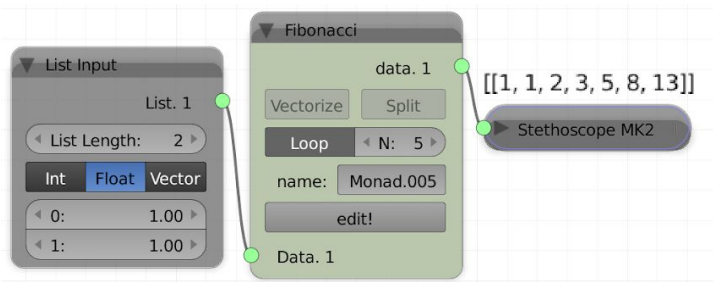 List Input
List. 1
List Length: 2
Int Float Vector
0: 1.00
1: 1.00
Fibonacci
data. 1
Vectorize Split
Loop N: 5
name: Monad.005
edit!
Data. 1
[[1, 1, 2, 3, 5, 8, 13]]
Stethoscope MK2